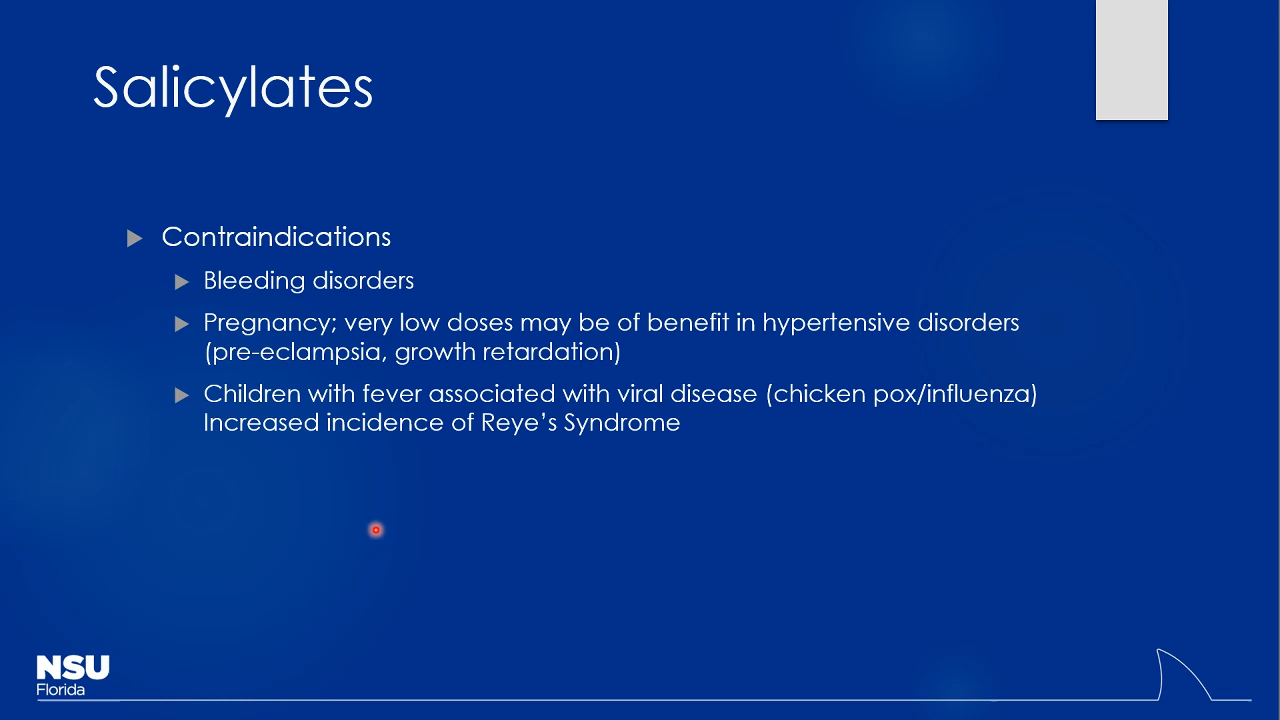 Salicylates
Contraindications
Bleeding disorders
Pregnancy; very low doses may be of benefit in hypertensive disorders
(pre-eclampsia, growth retardation)
Children with fever associated with viral disease (chicken pox/influenza)
Increased incidence of Reye’s Syndrome
NSU
Florida